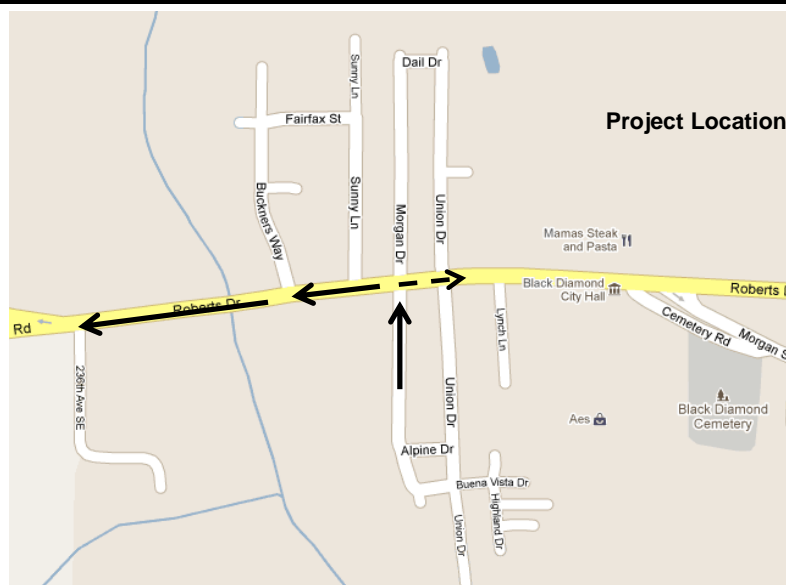 Dail Dr
Sunny Ln
Fairfax St
Project Location
Buckners Way
Sunny Ln
Morgan Dr
Union Dr
Mamas Steak
and Pasta
Black Diamond
City Hall
Roberts
Roberts Dr
Rd
Lynch Ln
Cemetery Rd
Morgan S
236th Ave SE
Union Dr
Black Diamond
Cemetery
Aes
Alpine Dr
Buena Vista Dr
Highland Dr
Union Dr